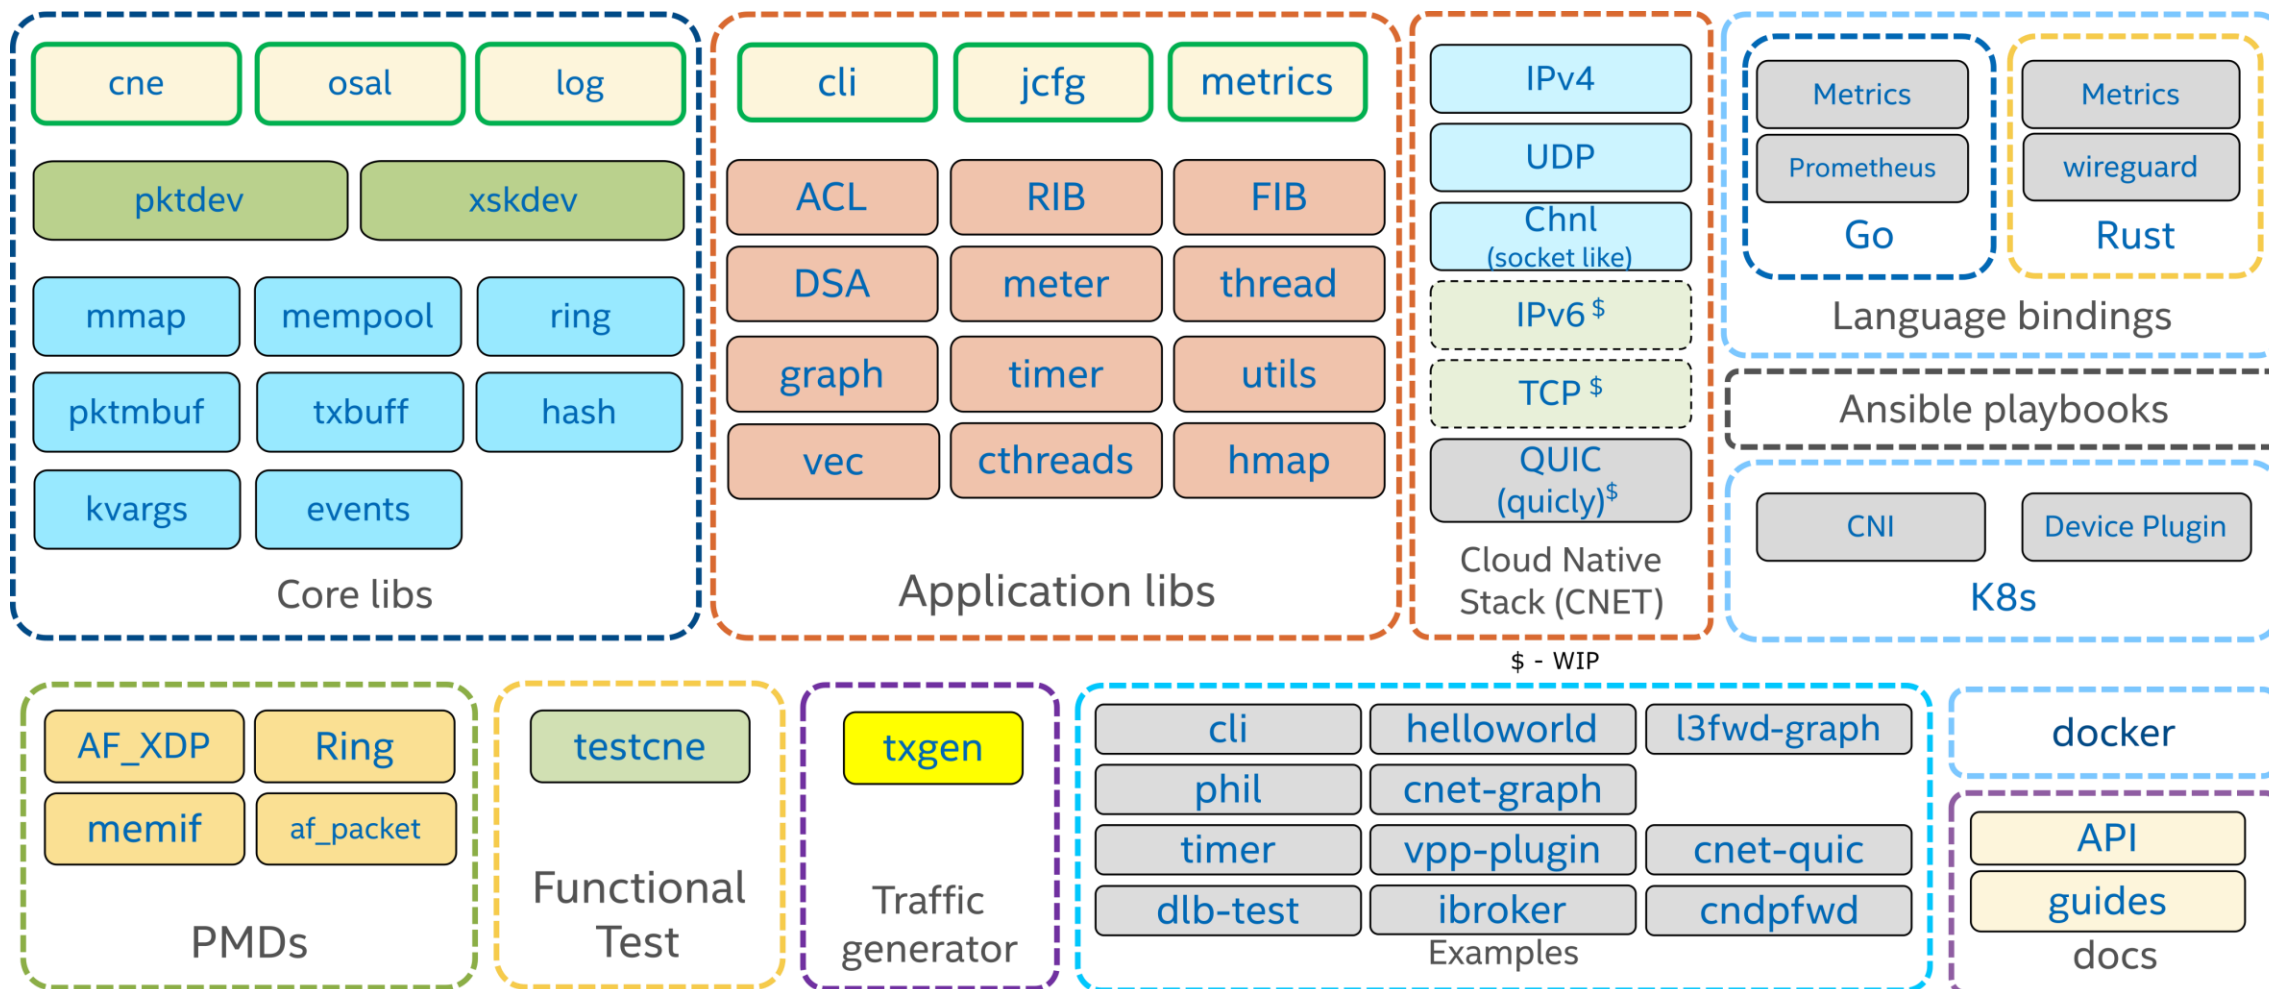 cne
osal
log
pktdev
xskdev
mmap
mempool
ring
pktmbuf
txbuff
hash
kvargs
events
Core libs
cli
jcfg
metrics
ACL
RIB
FIB
DSA
meter
thread
graph
timer
utils
vec
cthreads
hmap
Application libs
IPv4
UDP
Chnl
(socket like)
IPv6 $
TCP $
QUIC
(quicly)$
Cloud Native
Stack (CNET)
$ - WIP
Metrics
Prometheus
Go
Metrics
wireguard
Rust
Language bindings
Ansible playbooks
CNI
Device Plugin
K8s
AF_XDP
Ring
memif
af_packet
PMDs
testcne
Functional
Test
txgen
Traffic
generator
cli
helloworld
l3fwd-graph
phil
cnet-graph
timer
vpp-plugin
cnet-quic
dlb-test
ibroker
cndpfwd
Examples
docker
API
guides
docs